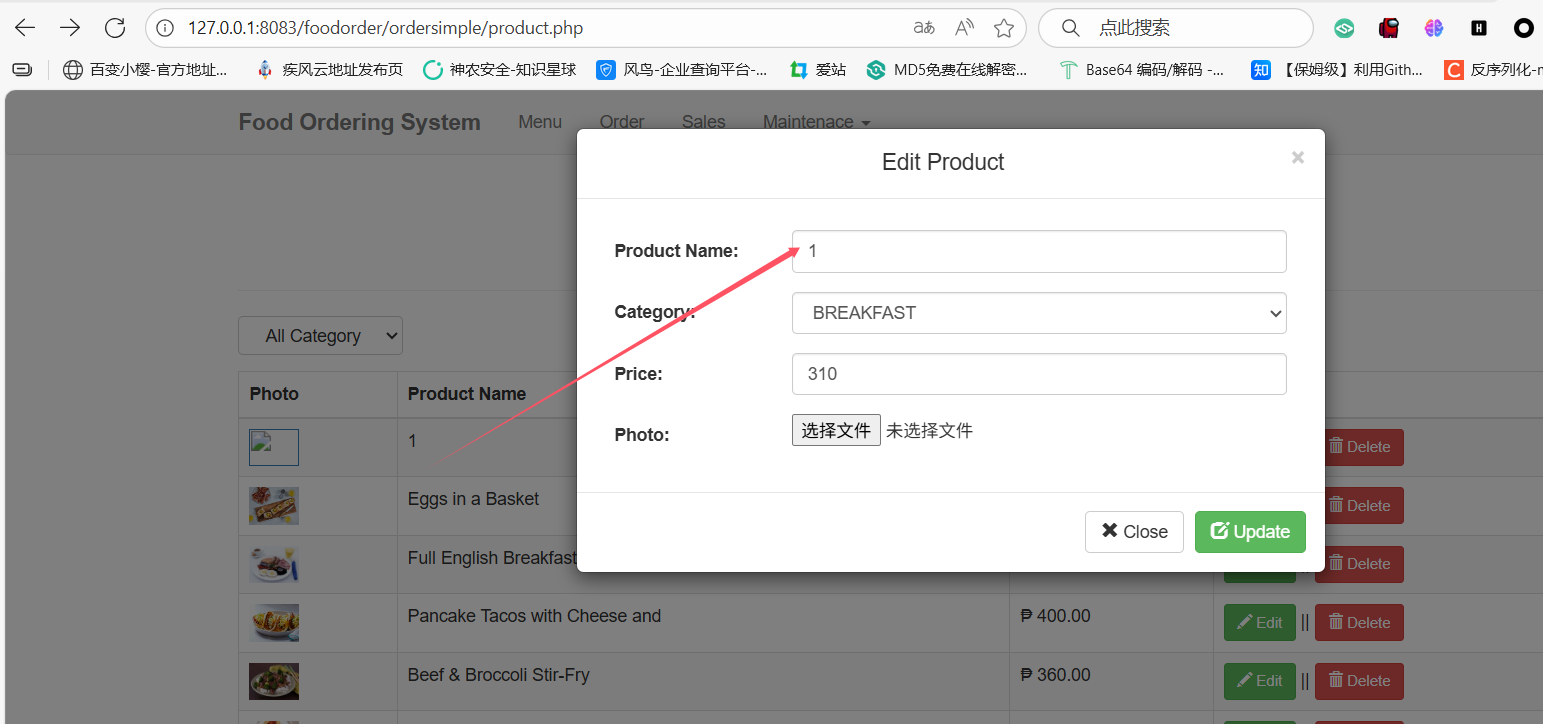 127.0.0.1:8083/foodorder/ordersimple/product.php
点此搜索
百变小樱-官方地址...
疾风云地址发布页
神农安全-知识星球
风鸟-企业查询平台-...
爱站
MD5免费在线解密...
Base64 编码/解码 -...
【保姆级】利用Gith...
反序列化-
Food Ordering System
Menu
Order
Sales
Maintenace
Edit Product
×
Product Name:
1
Category:
BREAKFAST
Price:
310
Photo:
选择文件 未选择文件
Close
Update
All Category
Photo
Product Name
1
Delete
Eggs in a Basket
Delete
Full English Breakfast
Delete
Pancake Tacos with Cheese and
₱ 400.00
Edit || Delete
Beef & Broccoli Stir-Fry
₱ 360.00
Edit || Delete